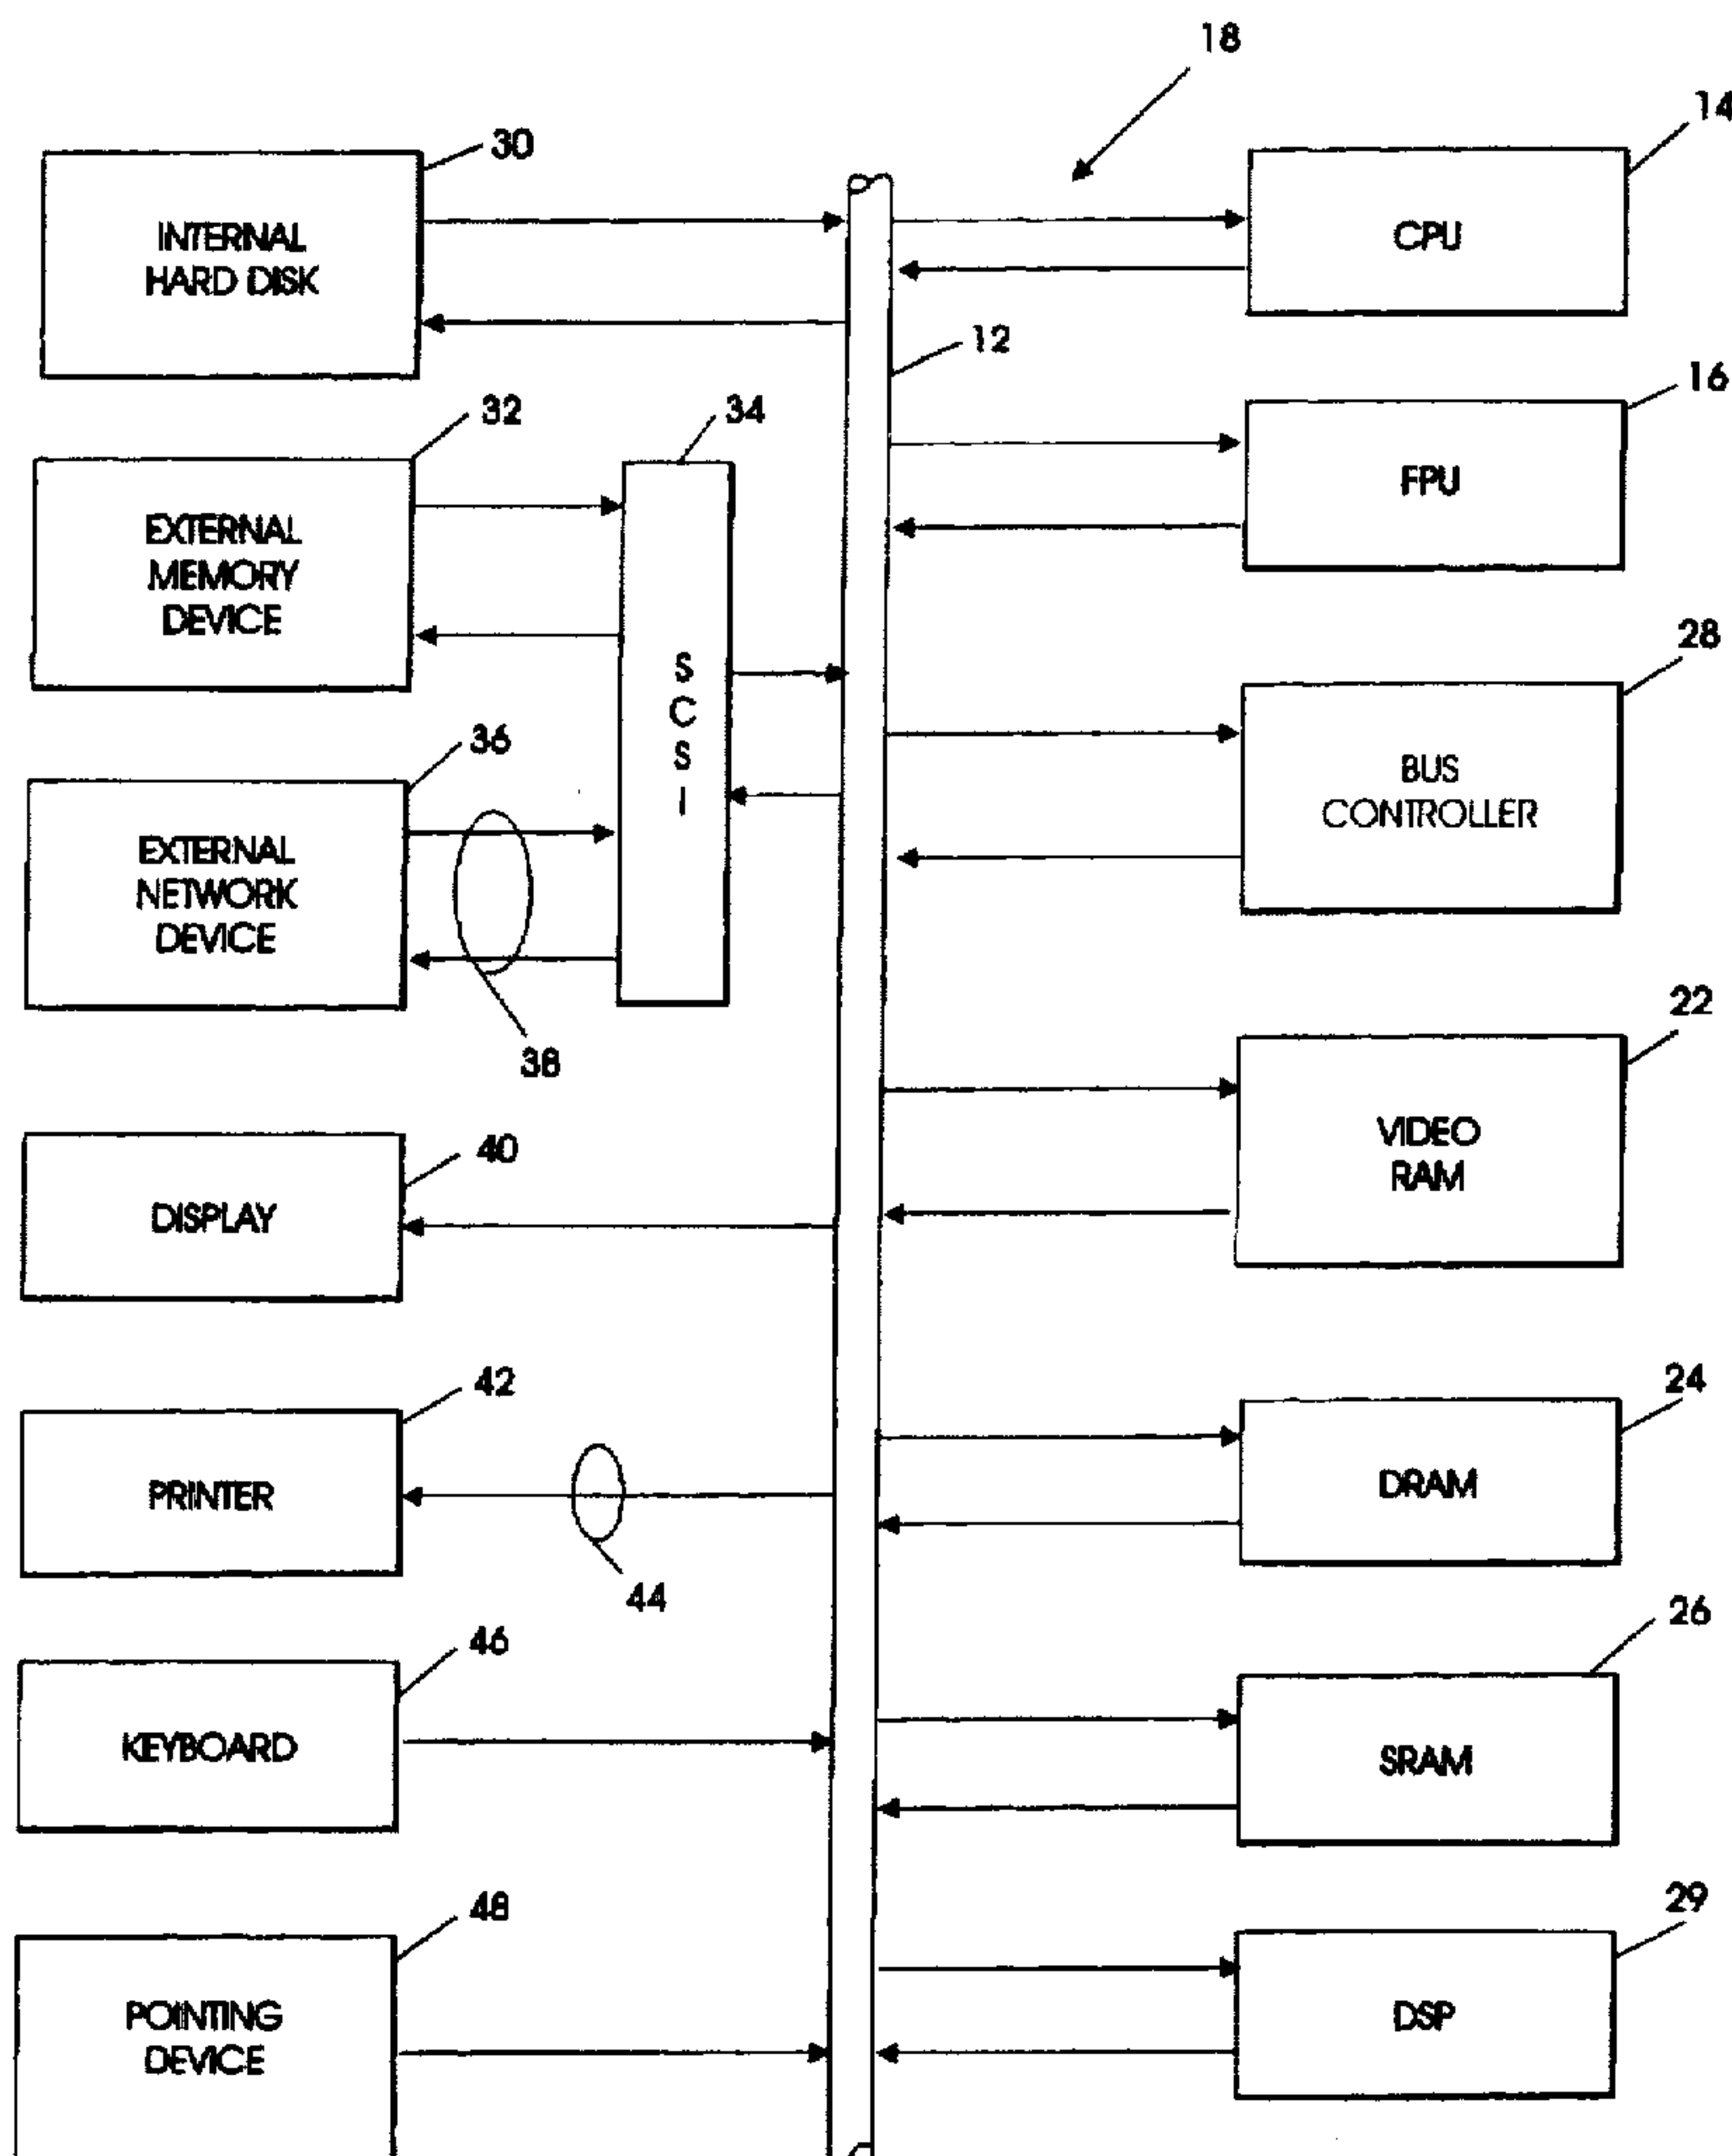 18
14
30
INTERNAL
HARD DISK
CPU
12
16
32
34
FPU
EXTERNAL
MEMORY
DEVICE
28
S
C
S
I
36
BUS
CONTROLLER
EXTERNAL
NETWORK
DEVICE
22
38
40
VIDEO
RAM
DISPLAY
42
24
PRINTER
DRAM
44
26
46
KEYBOARD
SRAM
48
29
POINTING
DEVICE
DSP